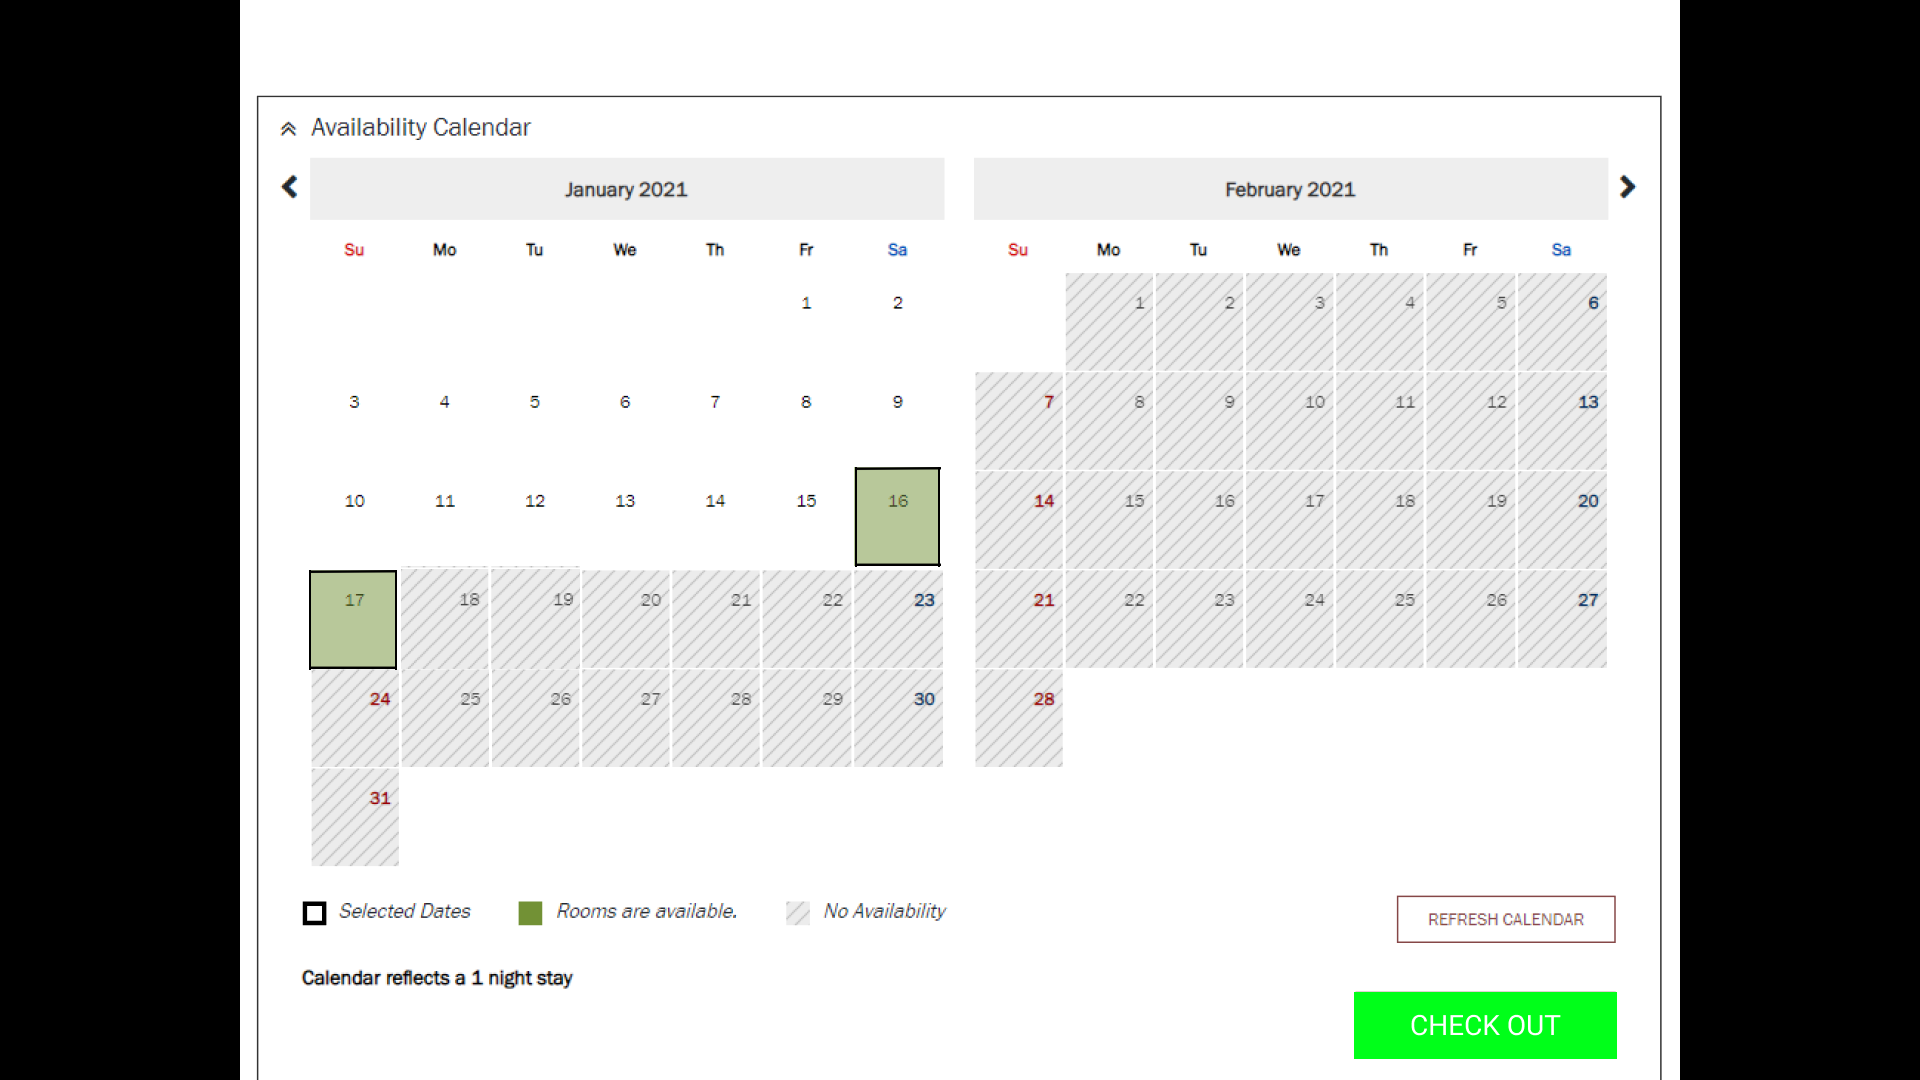 Availability Calendar
January 2021
Su Mo Tu We Th Fr Sa
1 2
3 4 5 6 7 8 9
10 11 12 13 14 15 16
17 18 19 20 21 22 23
24 25 26 27 28 29 30
31
February 2021
Su Mo Tu We Th Fr Sa
1 2 3 4 5 6
7 8 9 10 11 12 13
14 15 16 17 18 19 20
21 22 23 24 25 26 27
28
Selected Dates Rooms are available. No Availability
REFRESH CALENDAR
Calendar reflects a 1 night stay
CHECK OUT